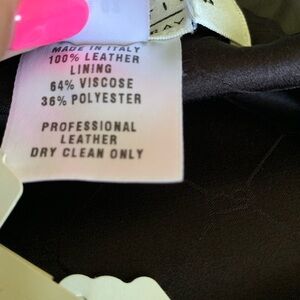 MADE IN ITALY
100% LEATHER
LINING
64% VISCOSE
36% POLYESTER
PROFESSIONAL
LEATHER
DRY CLEAN ONLY